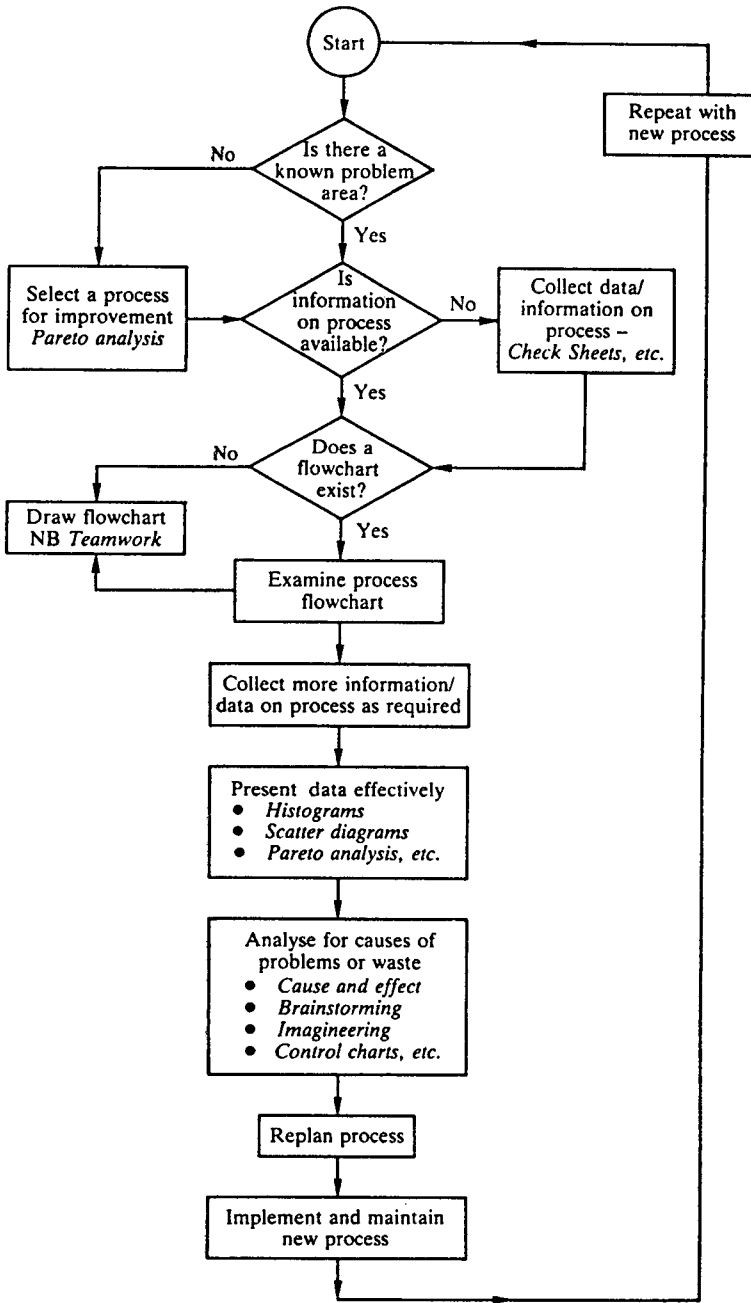 Start
Repeat with
new process
Is there a
known problem
area?
No
Yes
Select a process
for improvement
Pareto analysis
Is
information
on process
available?
No
Collect data/
information on
process –
Check Sheets, etc.
Yes
Does a
flowchart
exist?
No
Draw flowchart
NB Teamwork
Yes
Examine process
flowchart
Collect more information/
data on process as required
Present data effectively
● Histograms
● Scatter diagrams
● Pareto analysis, etc.
Analyse for causes of
problems or waste
● Cause and effect
● Brainstorming
● Imagineering
● Control charts, etc.
Replan process
Implement and maintain
new process